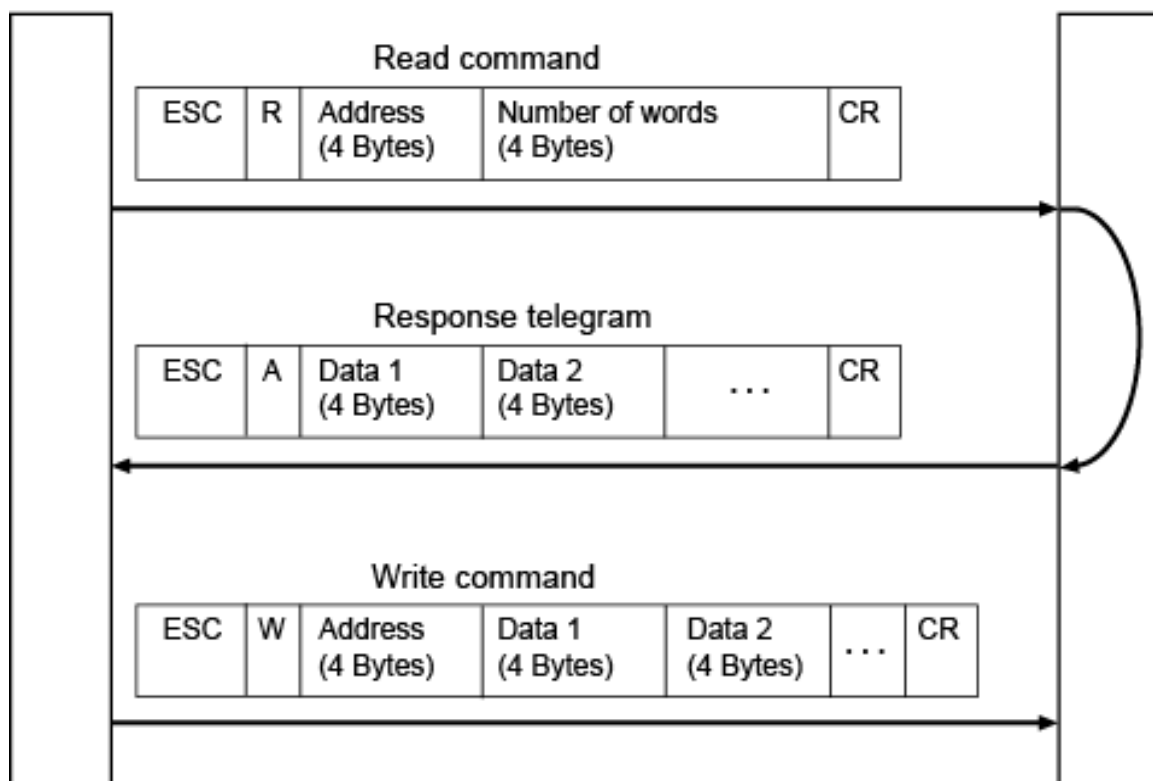 Read command
ESC R Address Number of words CR
(4 Bytes) (4 Bytes)
Response telegram
ESC A Data 1 Data 2 ... CR
(4 Bytes) (4 Bytes)
Write command
ESC W Address Data 1 Data 2 ... CR
(4 Bytes) (4 Bytes) (4 Bytes)